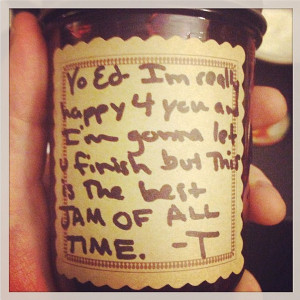 Yo Ed Im really
happy 4 you and
I'm gonna let
u finish but This
is The best
JAM OF ALL
TIME. -T